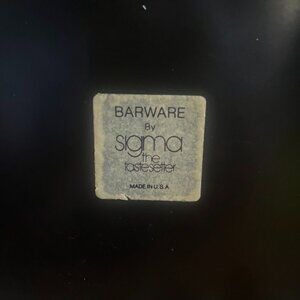 BARWARE
By
sigma
the
tastesetter
MADE IN U.S.A